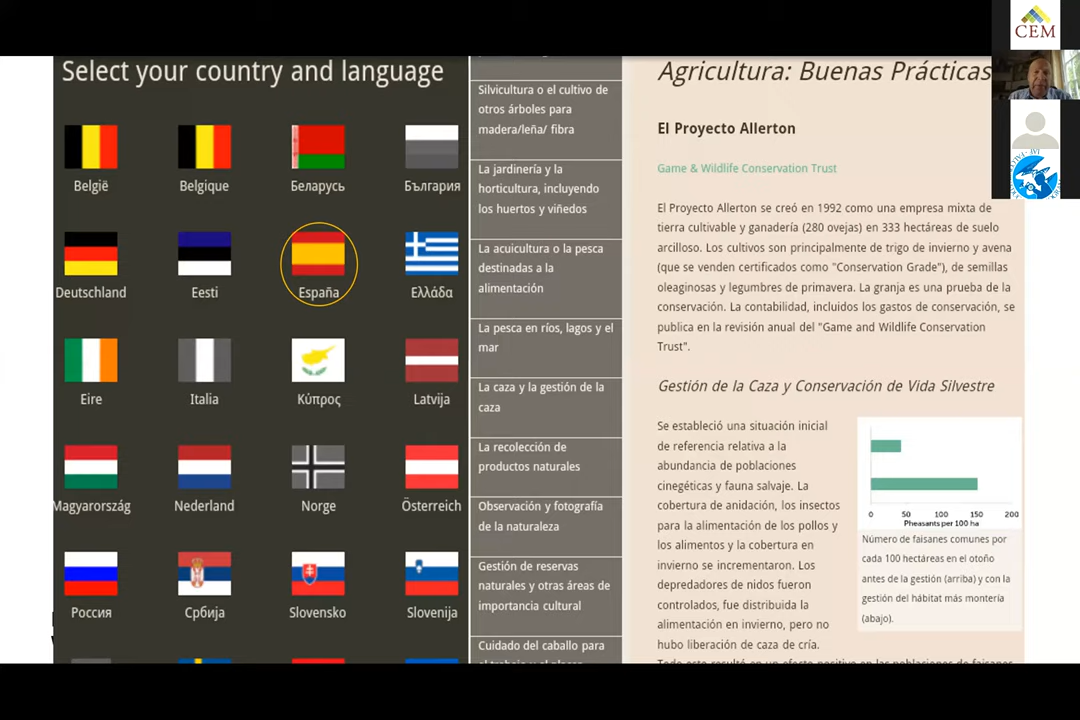 CEM
Select your country and language
België
Belgique
Беларусь
България
Deutschland
Eesti
España
Ελλάδα
Eire
Italia
Κύπρος
Latvija
Magyarország
Nederland
Norge
Österreich
Россия
Србија
Slovensko
Slovenija
Silvicultura o el cultivo de
otros árboles para
madera/leña/ fibra
La jardinería y la
horticultura, incluyendo
los huertos y viñedos
La acuicultura o la pesca
destinadas a la
alimentación
La pesca en ríos, lagos y el
mar
La caza y la gestión de la
caza
La recolección de
productos naturales
Observación y fotografía
de la naturaleza
Gestión de reservas
naturales y otras áreas de
importancia cultural
Cuidado del caballo para
Agricultura: Buenas Prácticas
El Proyecto Allerton
Game & Wildlife Conservation Trust
El Proyecto Allerton se creó en 1992 como una empresa mixta de
tierra cultivable y ganadería (280 ovejas) en 333 hectáreas de suelo
arcilloso. Los cultivos son principalmente de trigo de invierno y avena
(que se venden certificados como "Conservation Grade"), de semillas
oleaginosas y legumbres de primavera. La granja es una prueba de la
conservación. La contabilidad, incluidos los gastos de conservación, se
publica en la revisión anual del "Game and Wildlife Conservation
Trust".
Gestión de la Caza y Conservación de Vida Silvestre
Se estableció una situación inicial
de referencia relativa a la
abundancia de poblaciones
cinegéticas y fauna salvaje. La
cobertura de anidación, los insectos
para la alimentación de los pollos y
los alimentos y la cobertura en
invierno se incrementaron. Los
depredadores de nidos fueron
controlados, fue distribuida la
alimentación en invierno, pero no
hubo liberación de caza de cría.
0 50 100 150 200
Pheasants per 100 ha
Número de faisanes comunes por
cada 100 hectáreas en el otoño
antes de la gestión (arriba) y con la
gestión del hábitat más montería
(abajo).